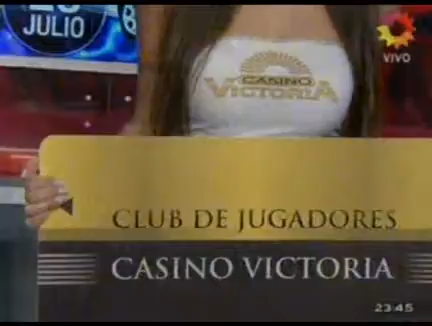 JULIO
VIVO
CASINO
VICTORIA
CLUB DE JUGADORES
CASINO VICTORIA
23:45